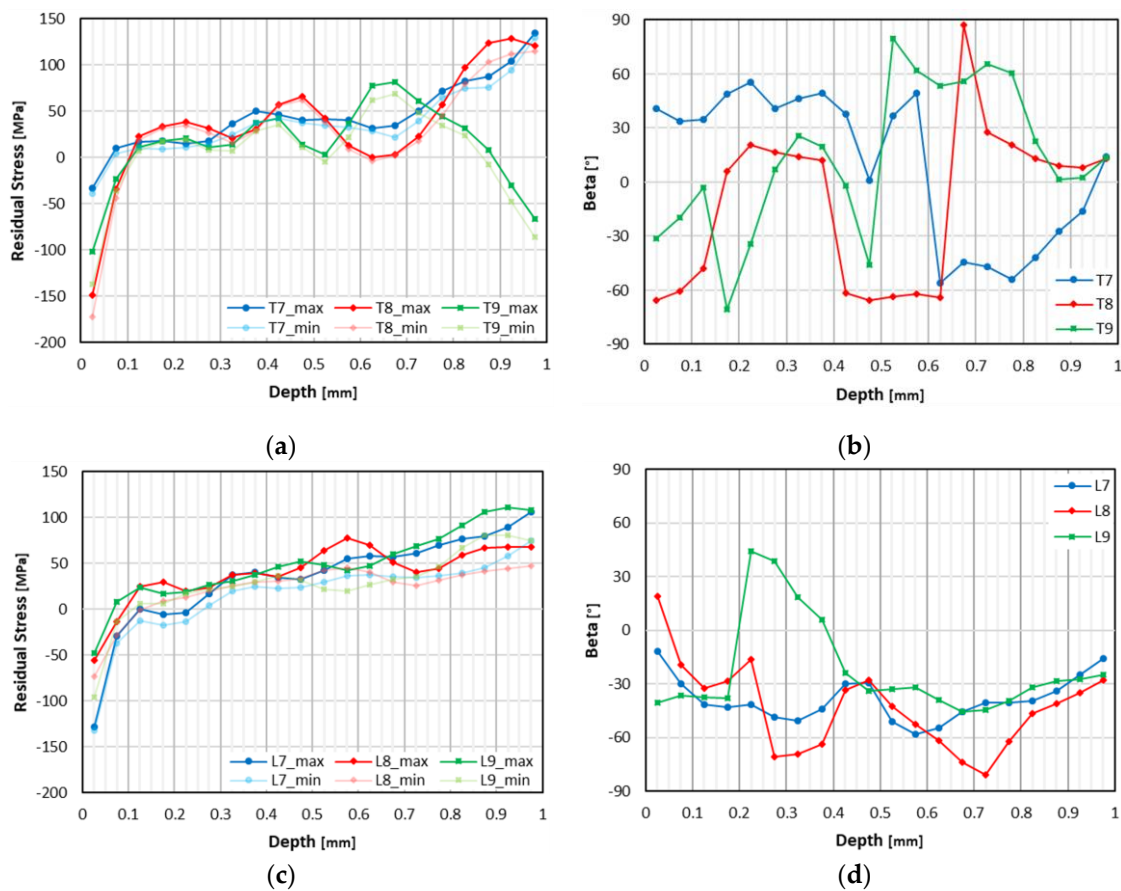 150
100
50
0
-50
-100
-150
-200
Residual Stress [MPa]
T7_max T8_max T9_max
T7_min T8_min T9_min
0 0.1 0.2 0.3 0.4 0.5 0.6 0.7 0.8 0.9 1
Depth [mm]
(a)
90
60
30
0
-30
-60
-90
Beta [°]
T7
T8
T9
0 0.1 0.2 0.3 0.4 0.5 0.6 0.7 0.8 0.9 1
Depth [mm]
(b)
150
100
50
0
-50
-100
-150
-200
Residual Stress [MPa]
L7_max L8_max L9_max
L7_min L8_min L9_min
0 0.1 0.2 0.3 0.4 0.5 0.6 0.7 0.8 0.9 1
Depth [mm]
(c)
90
60
30
0
-30
-60
-90
Beta [°]
L7
L8
L9
0 0.1 0.2 0.3 0.4 0.5 0.6 0.7 0.8 0.9 1
Depth [mm]
(d)